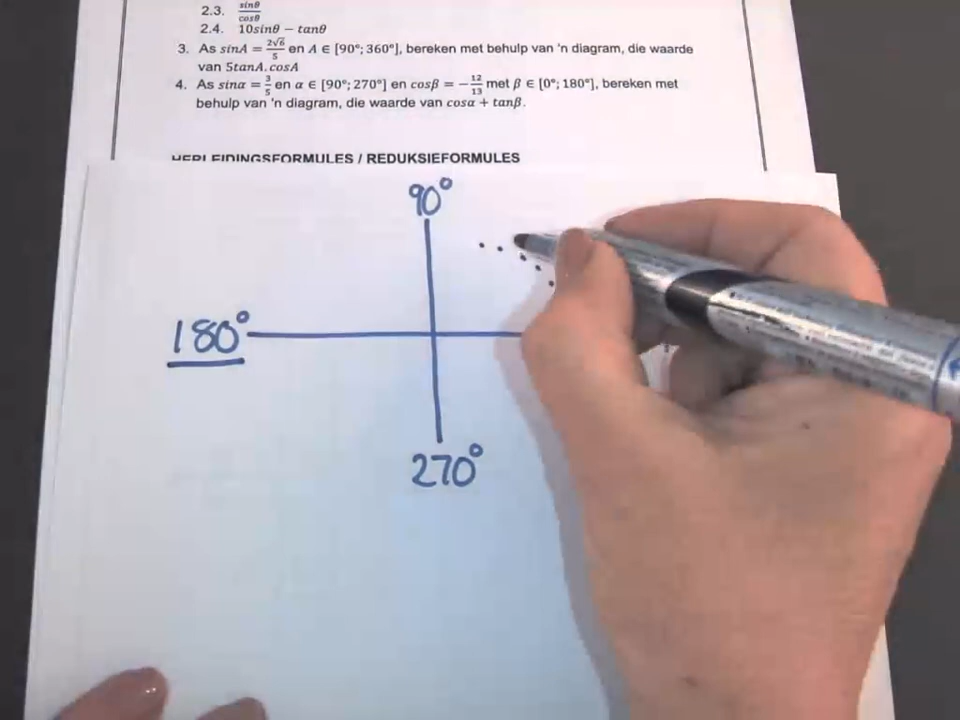 2.3. sinθ/cosθ
2.4. 10sinθ − tanθ
3. As sinA = 2√6/5 en A ∈ [90°; 360°], bereken met behulp van 'n diagram, die waarde
van 5tanA.cosA
4. As sinα = 3/5 en α ∈ [90°; 270°] en cosβ = −12/13 met β ∈ [0°; 180°], bereken met
behulp van 'n diagram, die waarde van cosα + tanβ.
HERLEIDINGSFORMULES / REDUKSIEFORMULES
90°
180°
270°